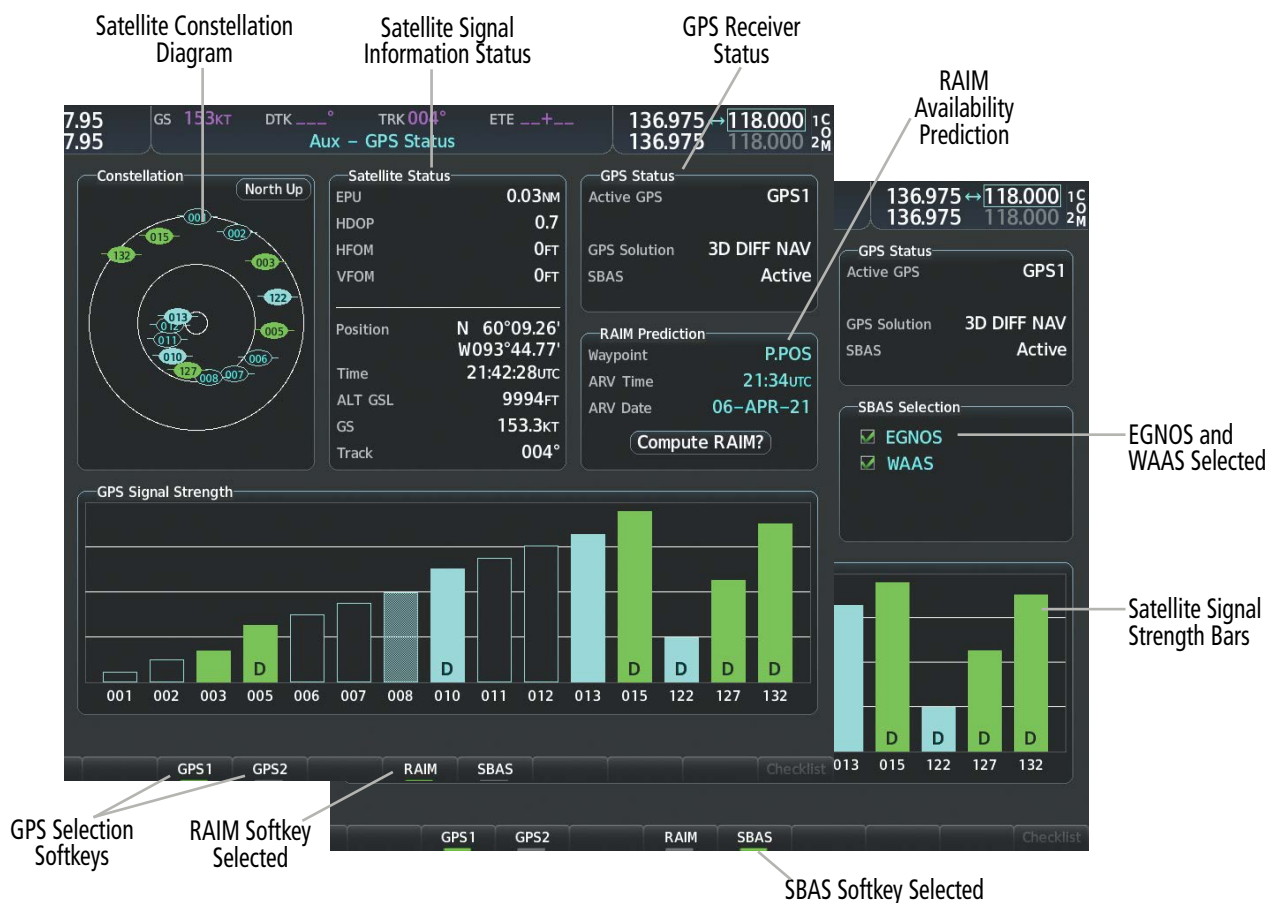 Satellite Constellation
Diagram
Satellite Signal
Information Status
GPS Receiver
Status
RAIM
Availability
Prediction
7.95
7.95
GS 153KT DTK ___° TRK 004° ETE __+__
Aux – GPS Status
136.975 ↔ 118.000 1 C
O
136.975 118.000 2 M
Constellation
North Up
001
002
015
132
003
122
013
012
005
011
010
006
127
008
007
Satellite Status
EPU 0.03NM
HDOP 0.7
HFOM 0FT
VFOM 0FT
Position N 60°09.26'
W093°44.77'
Time 21:42:28UTC
ALT GSL 9994FT
GS 153.3KT
Track 004°
GPS Status
Active GPS GPS1
GPS Solution 3D DIFF NAV
SBAS Active
RAIM Prediction
Waypoint P.POS
ARV Time 21:34UTC
ARV Date 06–APR–21
Compute RAIM?
GPS Signal Strength
D D D D D D
001 002 003 005 006 007 008 010 011 012 013 015 122 127 132
GPS1 GPS2 RAIM SBAS Checklist
136.975 ↔ 118.000 1 C
O
136.975 118.000 2 M
GPS Status
Active GPS GPS1
GPS Solution 3D DIFF NAV
SBAS Active
SBAS Selection
EGNOS
WAAS
EGNOS and
WAAS Selected
Satellite Signal
Strength Bars
D D D D
013 015 122 127 132
GPS1 GPS2 RAIM SBAS Checklist
GPS Selection
Softkeys
RAIM Softkey
Selected
SBAS Softkey Selected